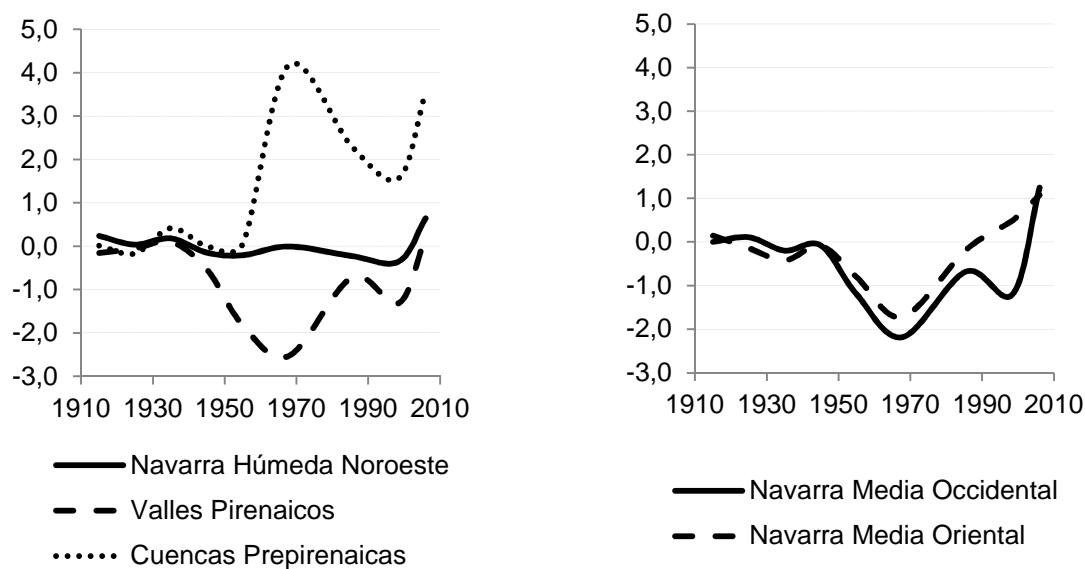 5,0
4,0
3,0
2,0
1,0
0,0
-1,0
-2,0
-3,0
1910 1930 1950 1970 1990 2010
Navarra Húmeda Noroeste
Valles Pirenaicos
Cuencas Prepirenaicas
5,0
4,0
3,0
2,0
1,0
0,0
-1,0
-2,0
-3,0
1910 1930 1950 1970 1990 2010
Navarra Media Occidental
Navarra Media Oriental